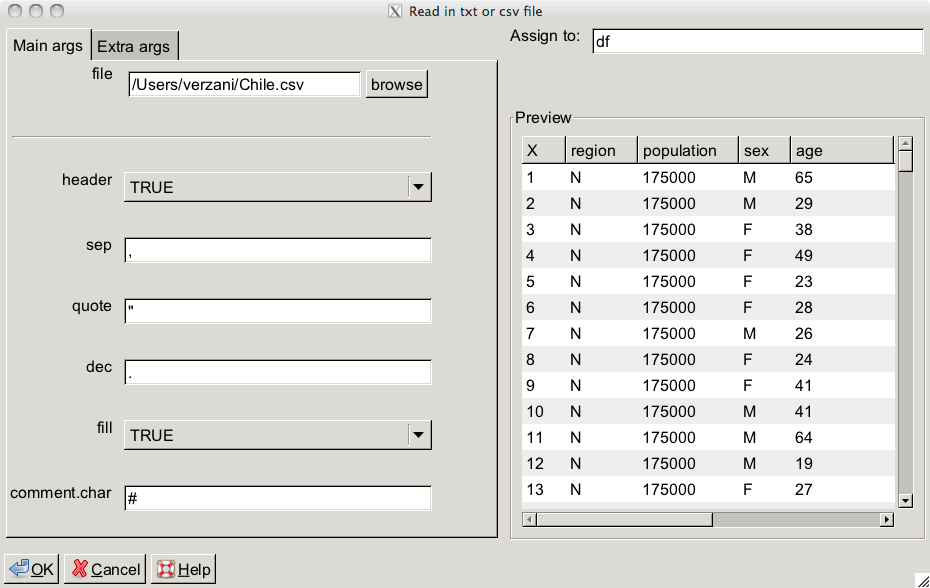 Read in txt or csv file
Main args Extra args
file /Users/verzani/Chile.csv browse
header TRUE
sep ,
quote "
dec .
fill TRUE
comment.char #
Assign to: df
Preview
X region population sex age
1 N 175000 M 65
2 N 175000 M 29
3 N 175000 F 38
4 N 175000 F 49
5 N 175000 F 23
6 N 175000 F 28
7 N 175000 M 26
8 N 175000 F 24
9 N 175000 F 41
10 N 175000 M 41
11 N 175000 M 64
12 N 175000 M 19
13 N 175000 F 27
OK Cancel Help